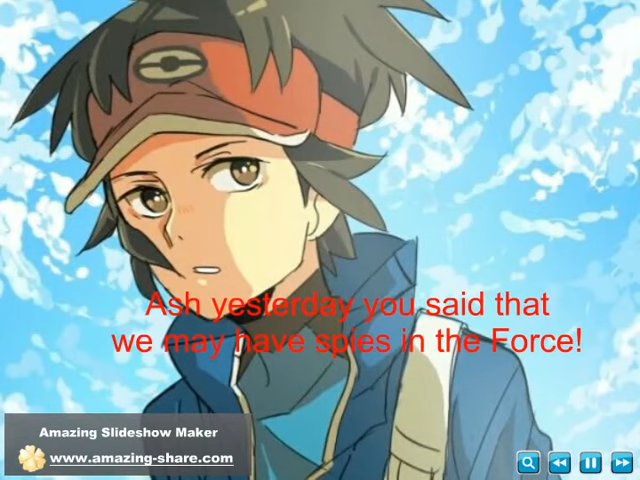 Ash yesterday you said that
we may have spies in the Force!
Amazing Slideshow Maker
www.amazing-share.com